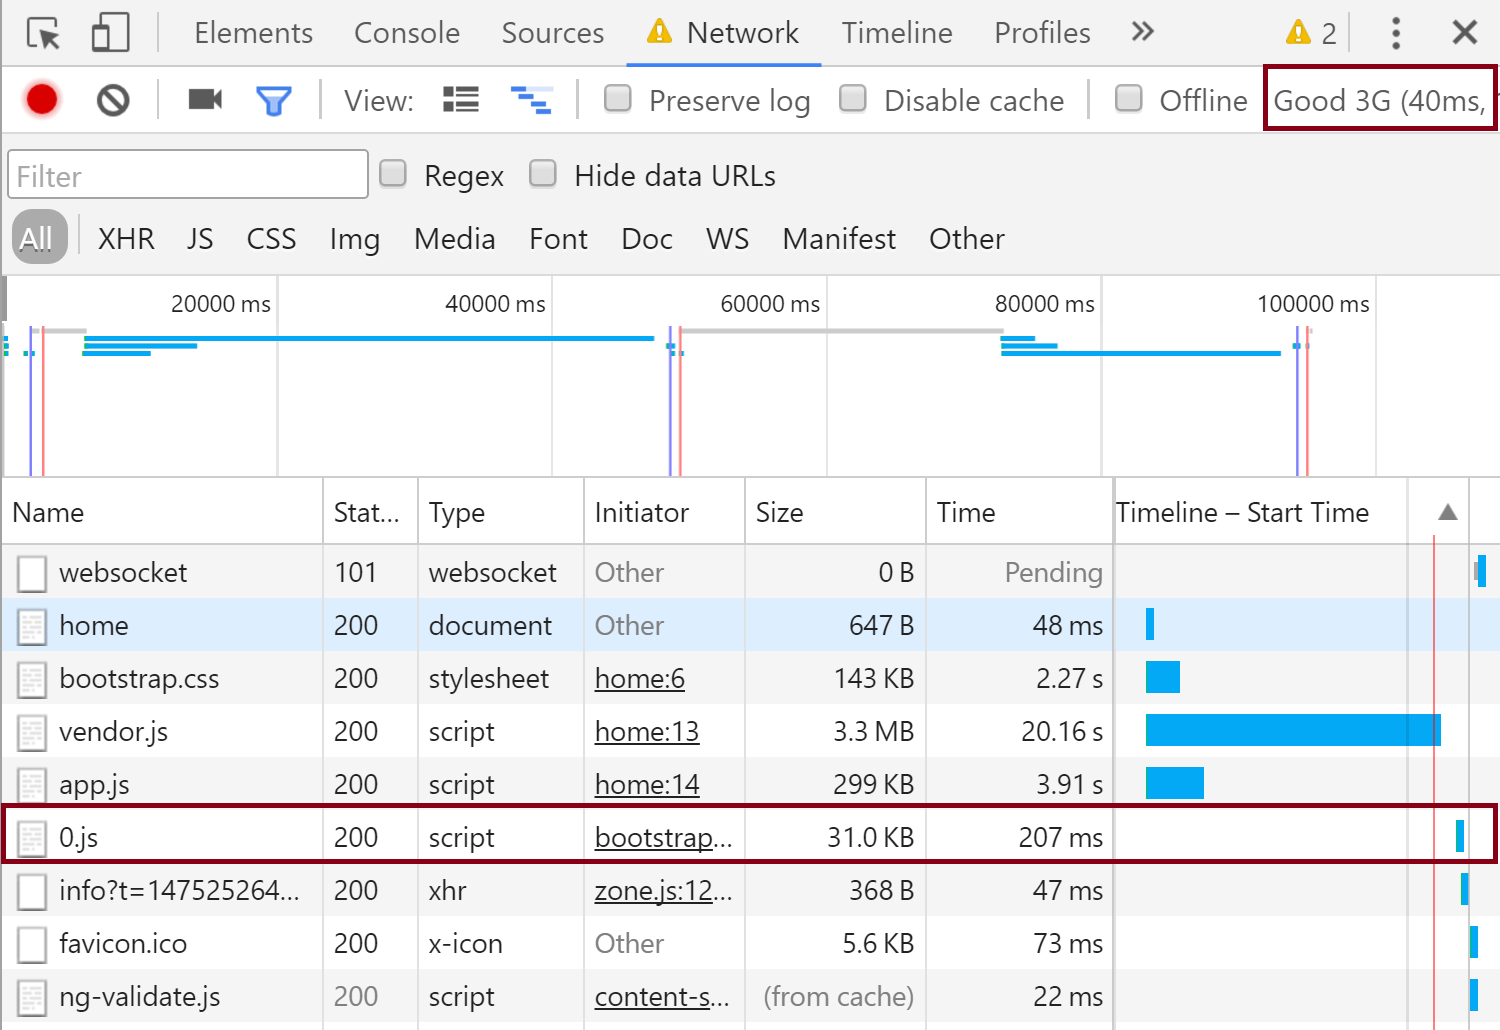 Elements Console Sources Network Timeline Profiles » 2
View: Preserve log Disable cache Offline Good 3G (40ms,
Filter Regex Hide data URLs
All XHR JS CSS Img Media Font Doc WS Manifest Other
20000 ms 40000 ms 60000 ms 80000 ms 100000 ms
Name Stat... Type Initiator Size Time Timeline – Start Time ▲
websocket 101 websocket Other 0 B Pending
home 200 document Other 647 B 48 ms
bootstrap.css 200 stylesheet home:6 143 KB 2.27 s
vendor.js 200 script home:13 3.3 MB 20.16 s
app.js 200 script home:14 299 KB 3.91 s
0.js 200 script bootstrap... 31.0 KB 207 ms
info?t=147525264... 200 xhr zone.js:12... 368 B 47 ms
favicon.ico 200 x-icon Other 5.6 KB 73 ms
ng-validate.js 200 script content-s... (from cache) 22 ms